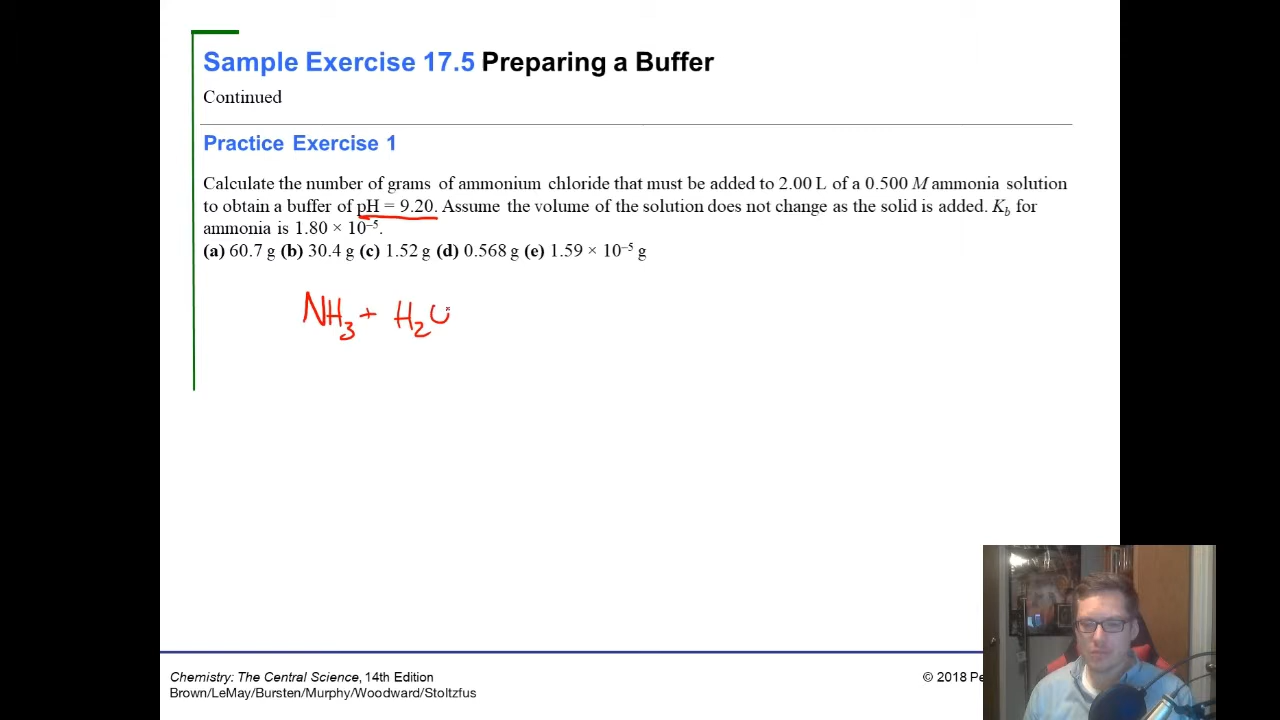 Sample Exercise 17.5 Preparing a Buffer
Continued
Practice Exercise 1
Calculate the number of grams of ammonium chloride that must be added to 2.00 L of a 0.500 M ammonia solution
to obtain a buffer of pH = 9.20. Assume the volume of the solution does not change as the solid is added. K_b for
ammonia is 1.80 × 10⁻⁵.
(a) 60.7 g (b) 30.4 g (c) 1.52 g (d) 0.568 g (e) 1.59 × 10⁻⁵ g
NH₃ + H₂
Chemistry: The Central Science, 14th Edition
Brown/LeMay/Bursten/Murphy/Woodward/Stoltzfus
© 2018 Pe